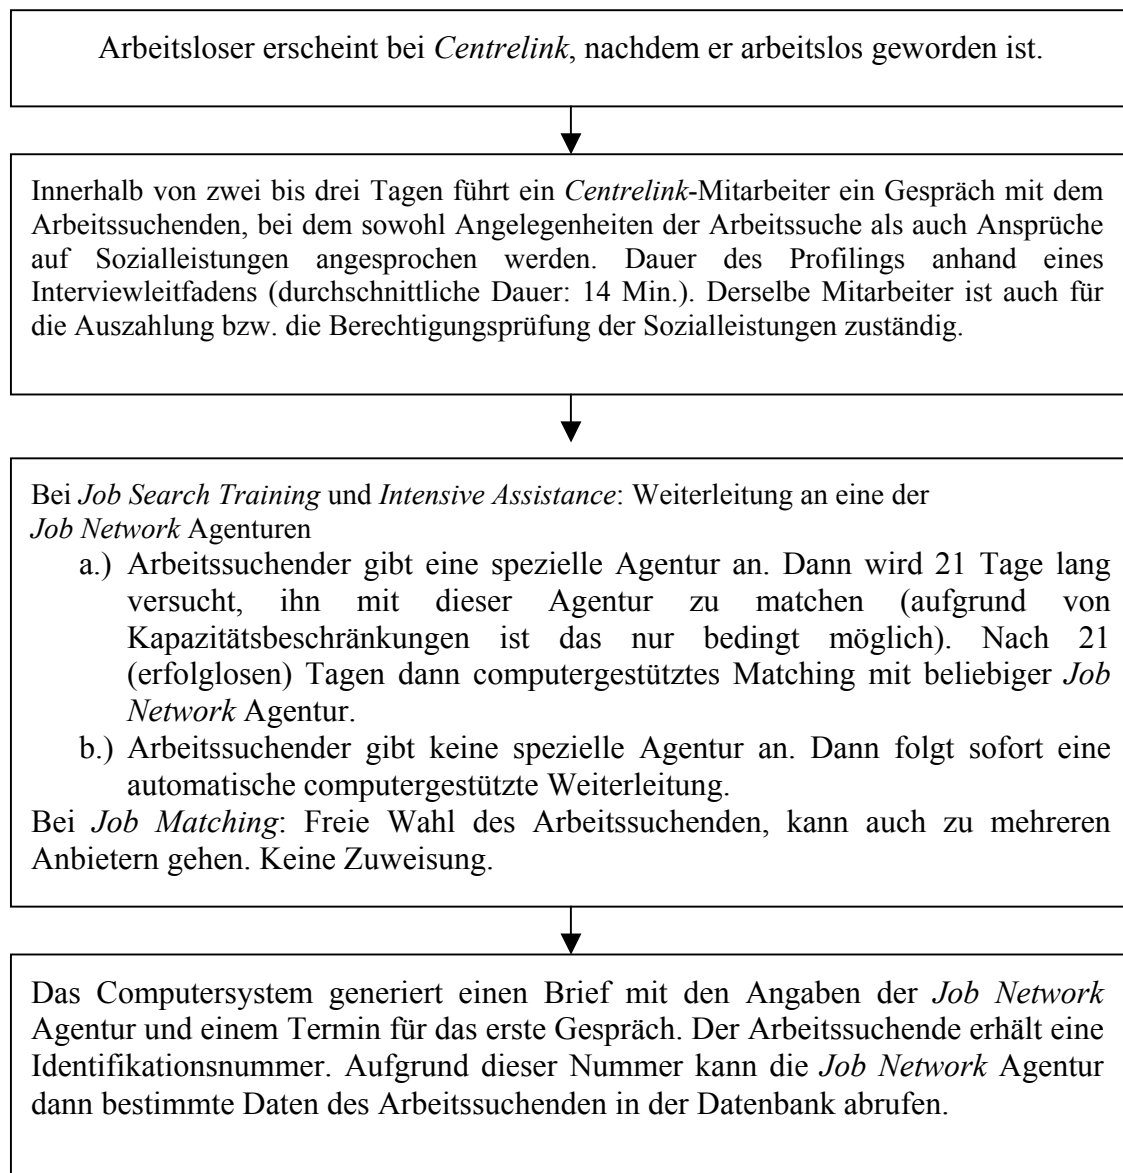 Arbeitsloser erscheint bei Centrelink, nachdem er arbeitslos geworden ist.
Innerhalb von zwei bis drei Tagen führt ein Centrelink-Mitarbeiter ein Gespräch mit dem
Arbeitssuchenden, bei dem sowohl Angelegenheiten der Arbeitssuche als auch Ansprüche
auf Sozialleistungen angesprochen werden. Dauer des Profilings anhand eines
Interviewleitfadens (durchschnittliche Dauer: 14 Min.). Derselbe Mitarbeiter ist auch für
die Auszahlung bzw. die Berechtigungsprüfung der Sozialleistungen zuständig.
Bei Job Search Training und Intensive Assistance: Weiterleitung an eine der
Job Network Agenturen
a.) Arbeitssuchender gibt eine spezielle Agentur an. Dann wird 21 Tage lang
versucht, ihn mit dieser Agentur zu matchen (aufgrund von
Kapazitätsbeschränkungen ist das nur bedingt möglich). Nach 21
(erfolglosen) Tagen dann computergestütztes Matching mit beliebiger Job
Network Agentur.
b.) Arbeitssuchender gibt keine spezielle Agentur an. Dann folgt sofort eine
automatische computergestützte Weiterleitung.
Bei Job Matching: Freie Wahl des Arbeitssuchenden, kann auch zu mehreren
Anbietern gehen. Keine Zuweisung.
Das Computersystem generiert einen Brief mit den Angaben der Job Network
Agentur und einem Termin für das erste Gespräch. Der Arbeitssuchende erhält eine
Identifikationsnummer. Aufgrund dieser Nummer kann die Job Network Agentur
dann bestimmte Daten des Arbeitssuchenden in der Datenbank abrufen.